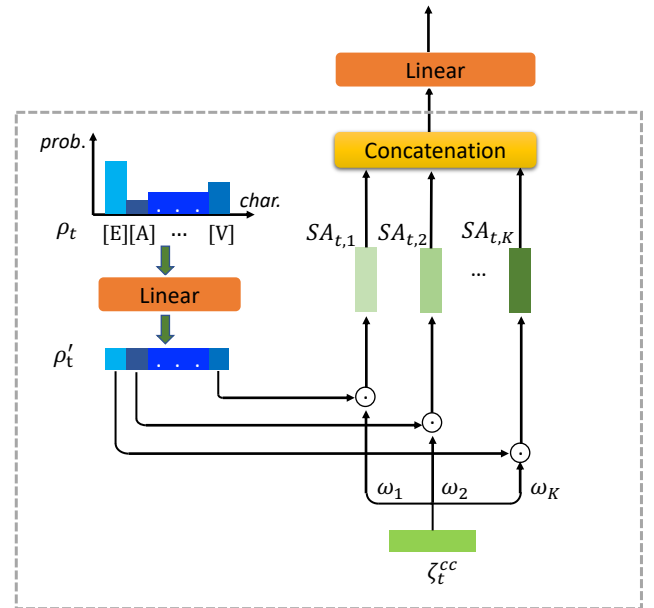 Linear
Concatenation
prob.
char.
ρ_t [E][A] ... [V]
SA_{t,1} SA_{t,2} SA_{t,K}
...
Linear
ρ′_t
. . .
ω_1 ω_2 ω_K
ζ_t^{cc}